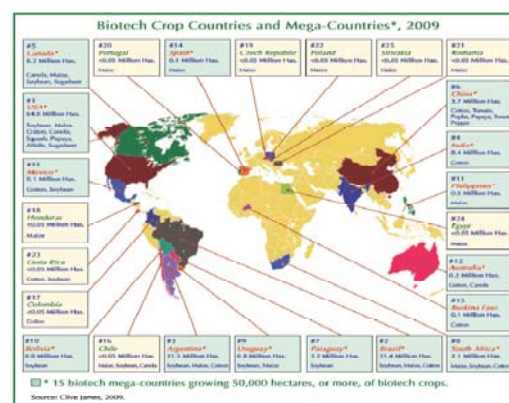 Biotech Crop Countries and Mega-Countries*, 2009
#5
Canada*
8.2 Million Has.
Canola, Maize,
Soybean, Sugarbeet
#20
Portugal
<0.05 Million Has.
Maize
#14
Spain*
0.1 Million Has.
Maize
#19
Czech Republic
<0.05 Million Has.
Maize
#22
Poland
<0.05 Million Has.
Maize
#25
Slovakia
<0.05 Million Has.
Maize
#21
Romania
<0.05 Million Has.
Maize
#1
USA*
64.0 Million Has.
Soybean, Maize,
Cotton, Canola,
Squash, Papaya,
Alfalfa, Sugarbeet
#6
China*
3.7 Million Has.
Cotton, Tomato,
Poplar, Papaya, Sweet
Pepper
#4
India*
8.4 Million Has.
Cotton
#15
Mexico*
0.1 Million Has.
Cotton, Soybean
#11
Philippines*
0.5 Million Has.
Maize
#18
Honduras
<0.05 Million Has.
Maize
#24
Egypt
<0.05 Million Has.
Maize
#23
Costa Rica
<0.05 Million Has.
Cotton, Soybean
#12
Australia*
0.2 Million Has.
Cotton, Canola
#17
Colombia
<0.05 Million Has.
Cotton
#13
Burkina Faso
0.1 Million Has.
Cotton
#10
Bolivia*
0.8 Million Has.
Soybean
#16
Chile
<0.05 Million Has.
Maize, Soybean, Canola
#3
Argentina*
21.3 Million Has.
Soybean, Maize, Cotton
#9
Uruguay*
0.8 Million Has.
Soybean, Maize
#7
Paraguay*
2.2 Million Has.
Soybean
#2
Brazil*
21.4 Million Has.
Soybean, Maize, Cotton
#8
South Africa*
2.1 Million Has.
Maize, Soybean, Cotton
* 15 biotech mega-countries growing 50,000 hectares, or more, of biotech crops.
Source: Clive James, 2009.